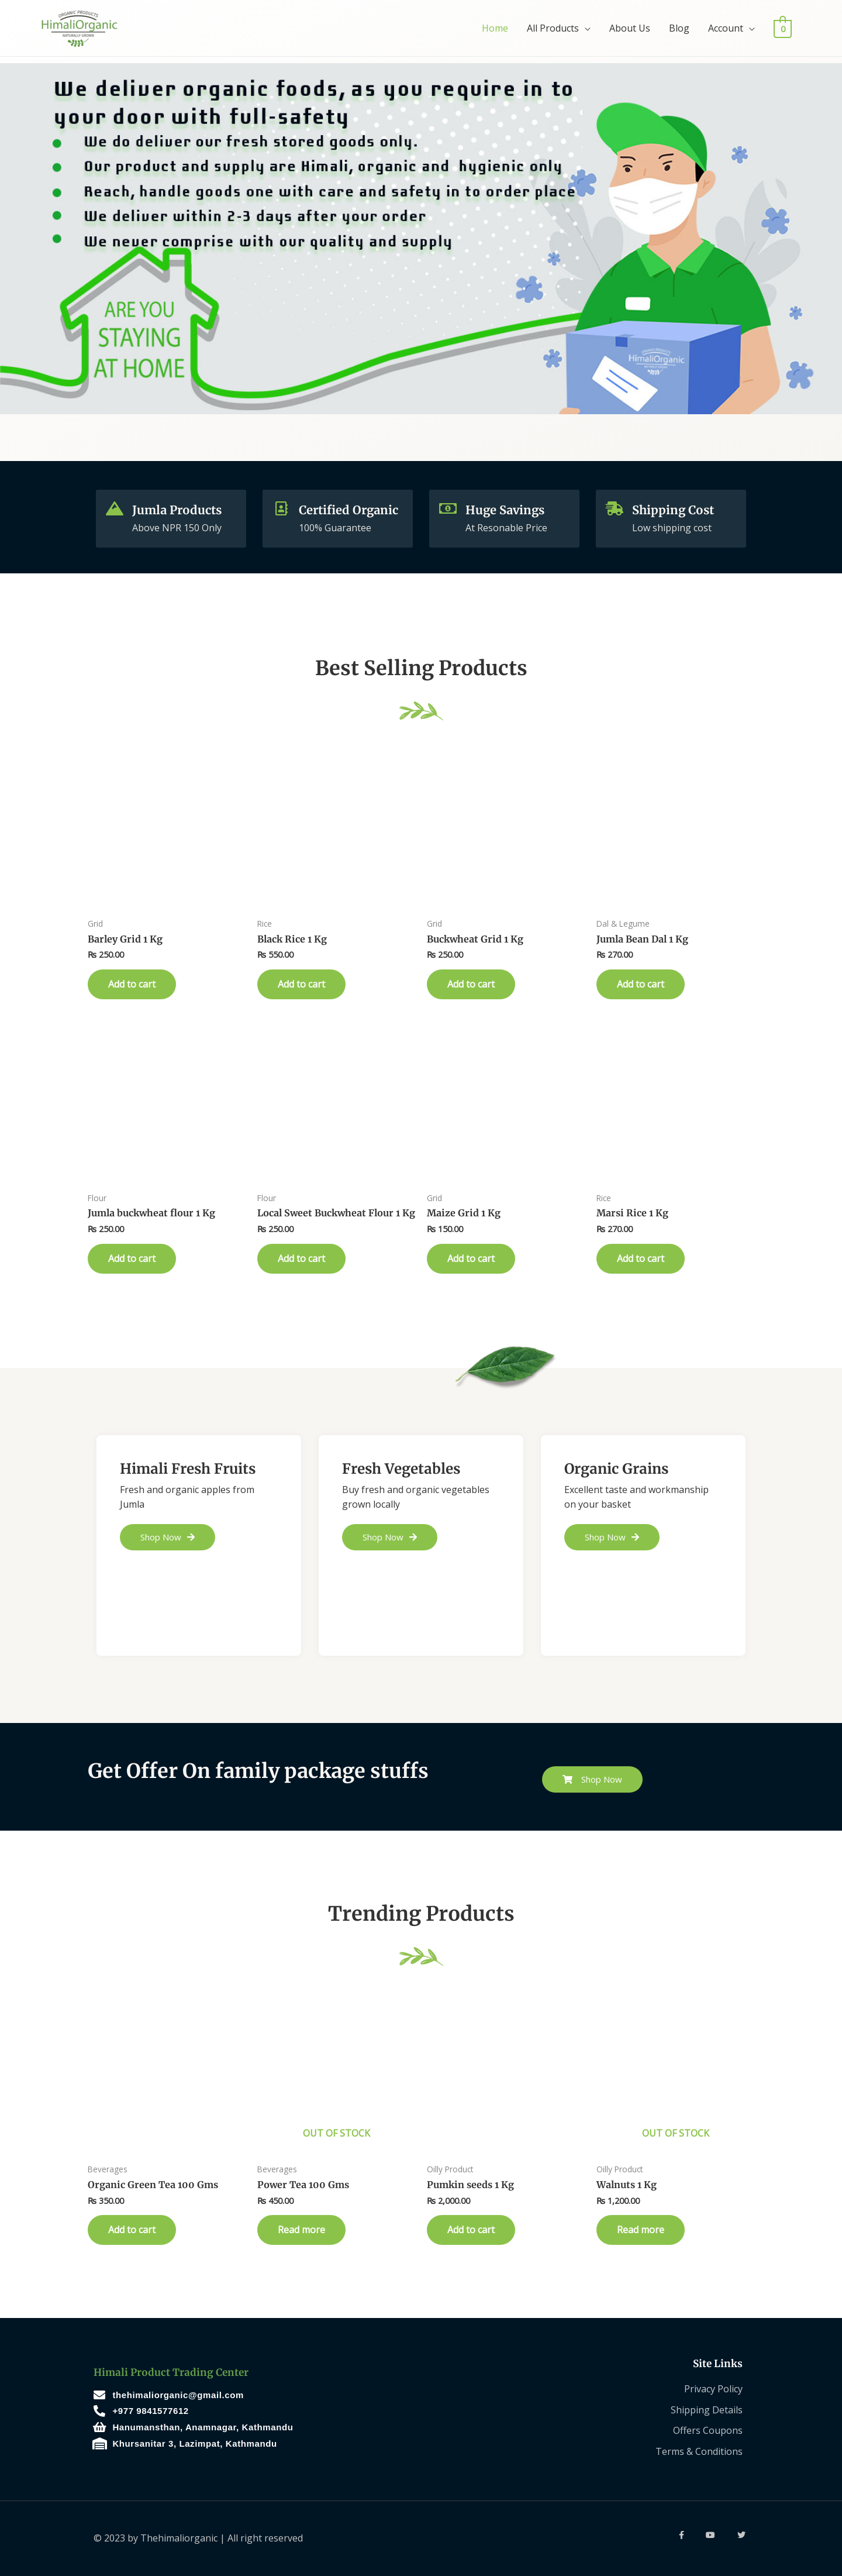 ORGANIC PRODUCTS
HimaliOrganic
NATURALLY GROWN
Home
All Products
About Us
Blog
Account
0
We deliver organic foods, as you require in to
your door with full-safety
We do deliver our fresh stored goods only.
Our product and supply are Himali, organic and hygienic only
Reach, handle goods one with care and safety in to order place
We deliver within 2-3 days after your order
We never comprise with our quality and supply
ARE YOU
STAYING
AT HOME
HimaliOrganic
Jumla Products
Above NPR 150 Only
Certified Organic
100% Guarantee
Huge Savings
At Resonable Price
Shipping Cost
Low shipping cost
Best Selling Products
Grid
Barley Grid 1 Kg
₨ 250.00
Add to cart
Rice
Black Rice 1 Kg
₨ 550.00
Add to cart
Grid
Buckwheat Grid 1 Kg
₨ 250.00
Add to cart
Dal & Legume
Jumla Bean Dal 1 Kg
₨ 270.00
Add to cart
Flour
Jumla buckwheat flour 1 Kg
₨ 250.00
Add to cart
Flour
Local Sweet Buckwheat Flour 1 Kg
₨ 250.00
Add to cart
Grid
Maize Grid 1 Kg
₨ 150.00
Add to cart
Rice
Marsi Rice 1 Kg
₨ 270.00
Add to cart
Himali Fresh Fruits
Fresh and organic apples from
Jumla
Shop Now
Fresh Vegetables
Buy fresh and organic vegetables
grown locally
Shop Now
Organic Grains
Excellent taste and workmanship
on your basket
Shop Now
Get Offer On family package stuffs
Shop Now
Trending Products
Beverages
Organic Green Tea 100 Gms
₨ 350.00
Add to cart
OUT OF STOCK
Beverages
Power Tea 100 Gms
₨ 450.00
Read more
Oilly Product
Pumkin seeds 1 Kg
₨ 2,000.00
Add to cart
OUT OF STOCK
Oilly Product
Walnuts 1 Kg
₨ 1,200.00
Read more
Himali Product Trading Center
thehimaliorganic@gmail.com
+977 9841577612
Hanumansthan, Anamnagar, Kathmandu
Khursanitar 3, Lazimpat, Kathmandu
Site Links
Privacy Policy
Shipping Details
Offers Coupons
Terms & Conditions
© 2023 by Thehimaliorganic | All right reserved